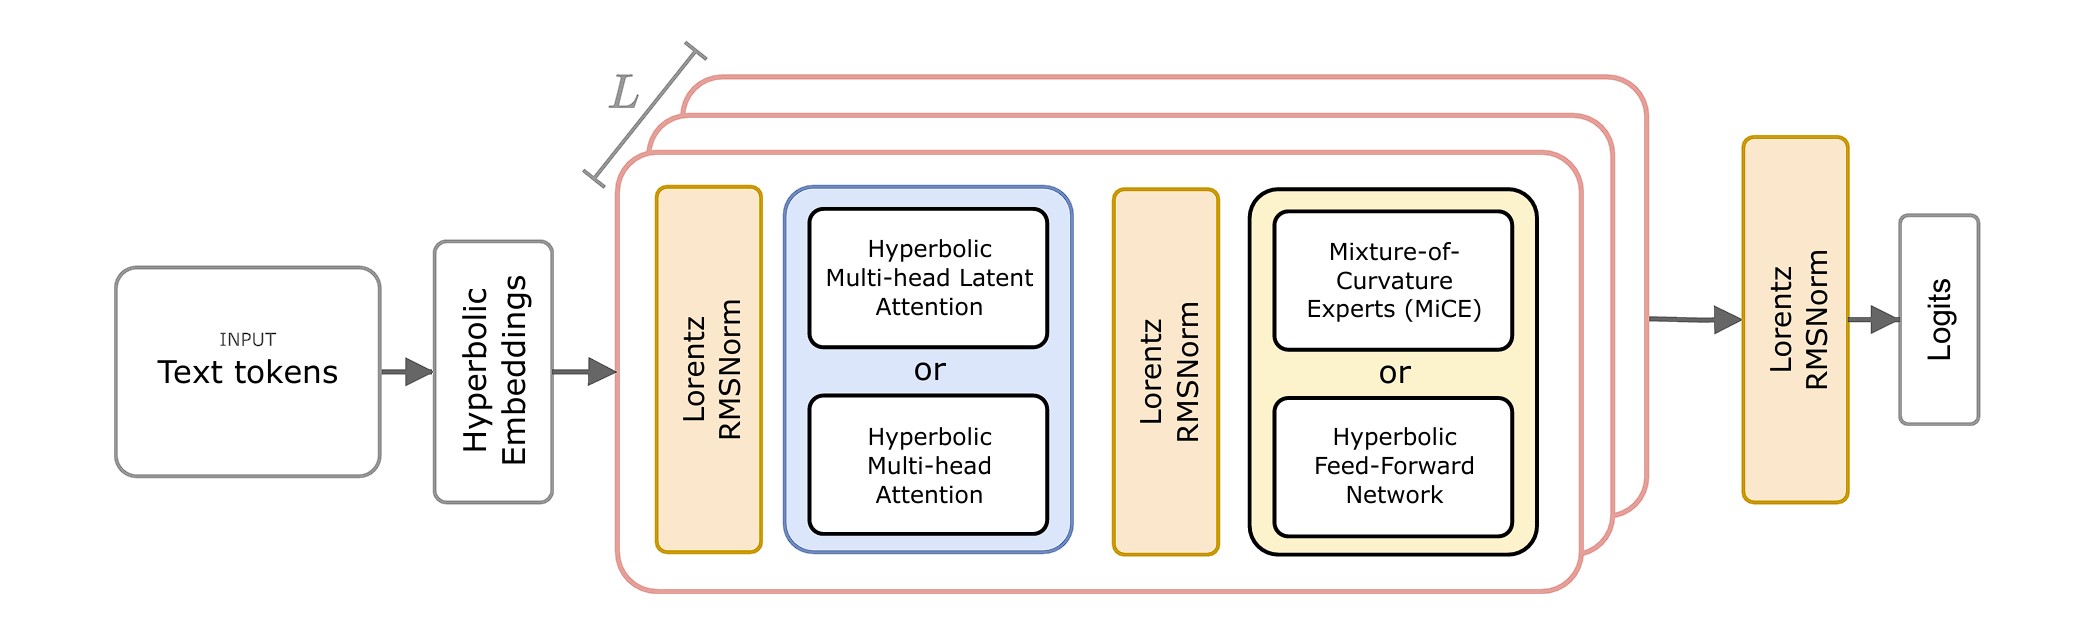 INPUT
Text tokens
Hyperbolic
Embeddings
L
Lorentz
RMSNorm
Hyperbolic
Multi-head Latent
Attention
or
Hyperbolic
Multi-head
Attention
Lorentz
RMSNorm
Mixture-of-
Curvature
Experts (MiCE)
or
Hyperbolic
Feed-Forward
Network
Lorentz
RMSNorm
Logits